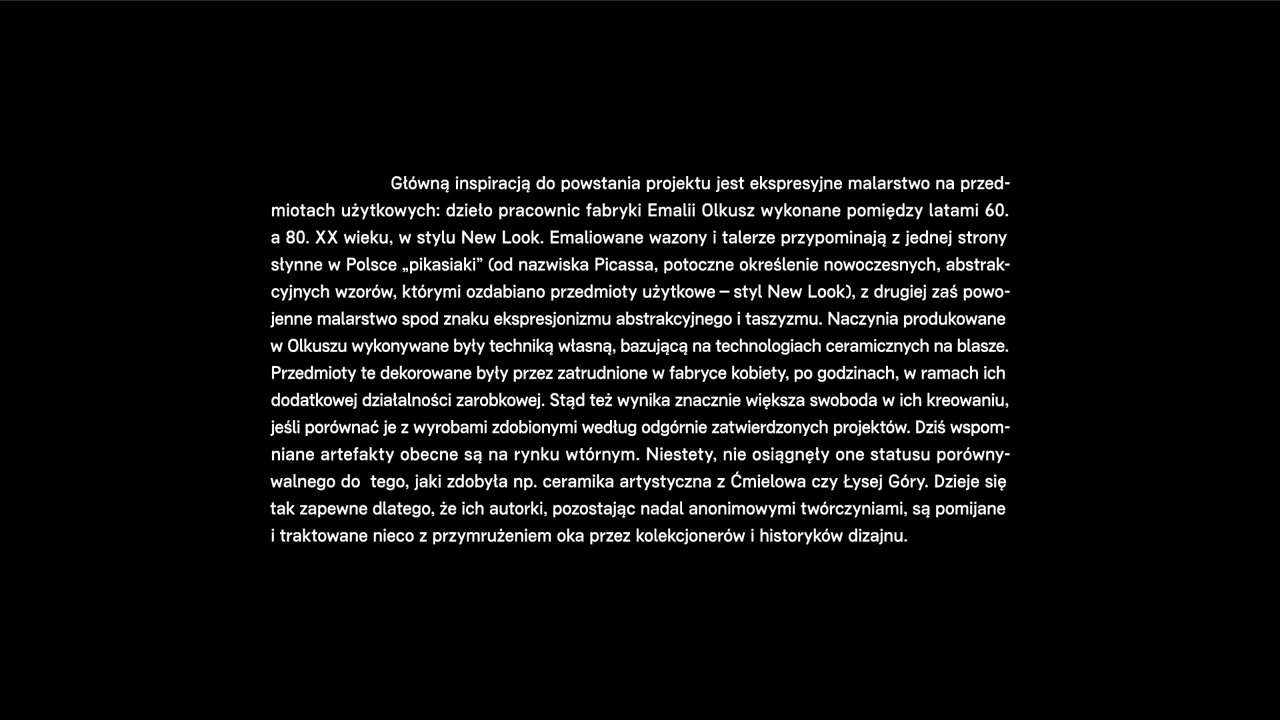 Główną inspiracją do powstania projektu jest ekspresyjne malarstwo na przed-
miotach użytkowych: dzieło pracownic fabryki Emalii Olkusz wykonane pomiędzy latami 60.
a 80. XX wieku, w stylu New Look. Emaliowane wazony i talerze przypominają z jednej strony
słynne w Polsce „pikasiaki” (od nazwiska Picassa, potoczne określenie nowoczesnych, abstrak-
cyjnych wzorów, którymi ozdabiano przedmioty użytkowe – styl New Look), z drugiej zaś powo-
jenne malarstwo spod znaku ekspresjonizmu abstrakcyjnego i taszyzmu. Naczynia produkowane
w Olkuszu wykonywane były techniką własną, bazującą na technologiach ceramicznych na blasze.
Przedmioty te dekorowane były przez zatrudnione w fabryce kobiety, po godzinach, w ramach ich
dodatkowej działalności zarobkowej. Stąd też wynika znacznie większa swoboda w ich kreowaniu,
jeśli porównać je z wyrobami zdobionymi według odgórnie zatwierdzonych projektów. Dziś wspom-
niane artefakty obecne są na rynku wtórnym. Niestety, nie osiągnęły one statusu porówny-
walnego do  tego, jaki zdobyła np. ceramika artystyczna z Ćmielowa czy Łysej Góry. Dzieje się
tak zapewne dlatego, że ich autorki, pozostając nadal anonimowymi twórczyniami, są pomijane
i traktowane nieco z przymrużeniem oka przez kolekcjonerów i historyków dizajnu.